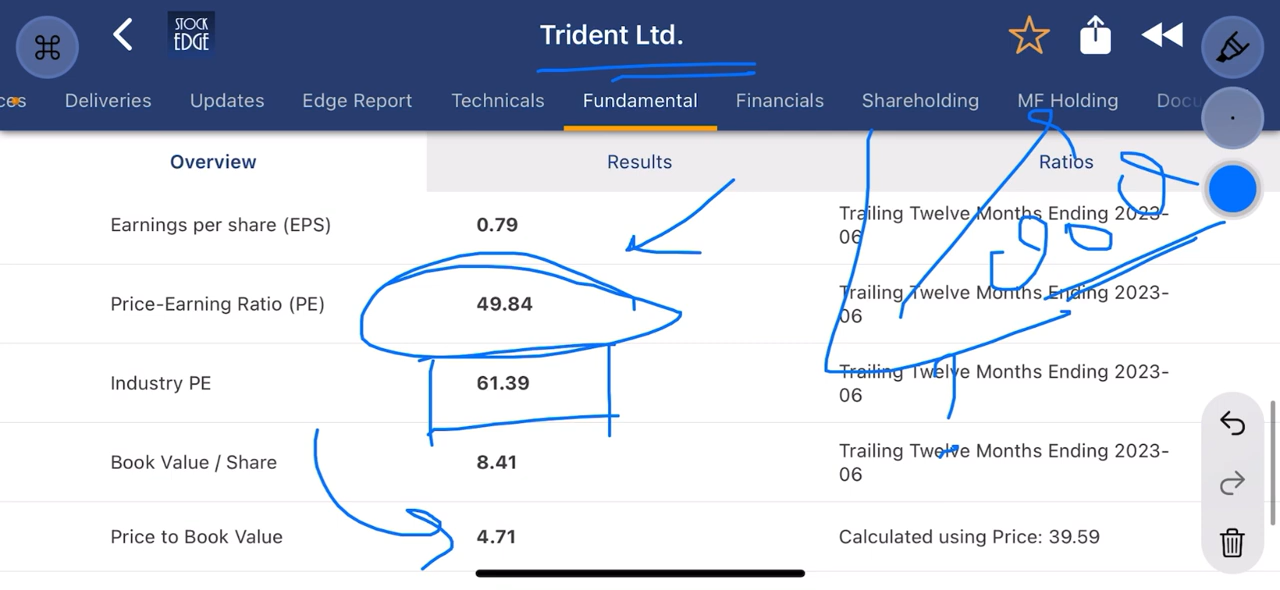 STOCK EDGE
Trident Ltd.
Deliveries Updates Edge Report Technicals Fundamental Financials Shareholding MF Holding
Overview Results Ratios
Earnings per share (EPS) 0.79 Trailing Twelve Months Ending 2023-06
Price-Earning Ratio (PE) 49.84 Trailing Twelve Months Ending 2023-06
Industry PE 61.39 Trailing Twelve Months Ending 2023-06
Book Value / Share 8.41 Trailing Twelve Months Ending 2023-06
Price to Book Value 4.71 Calculated using Price: 39.59